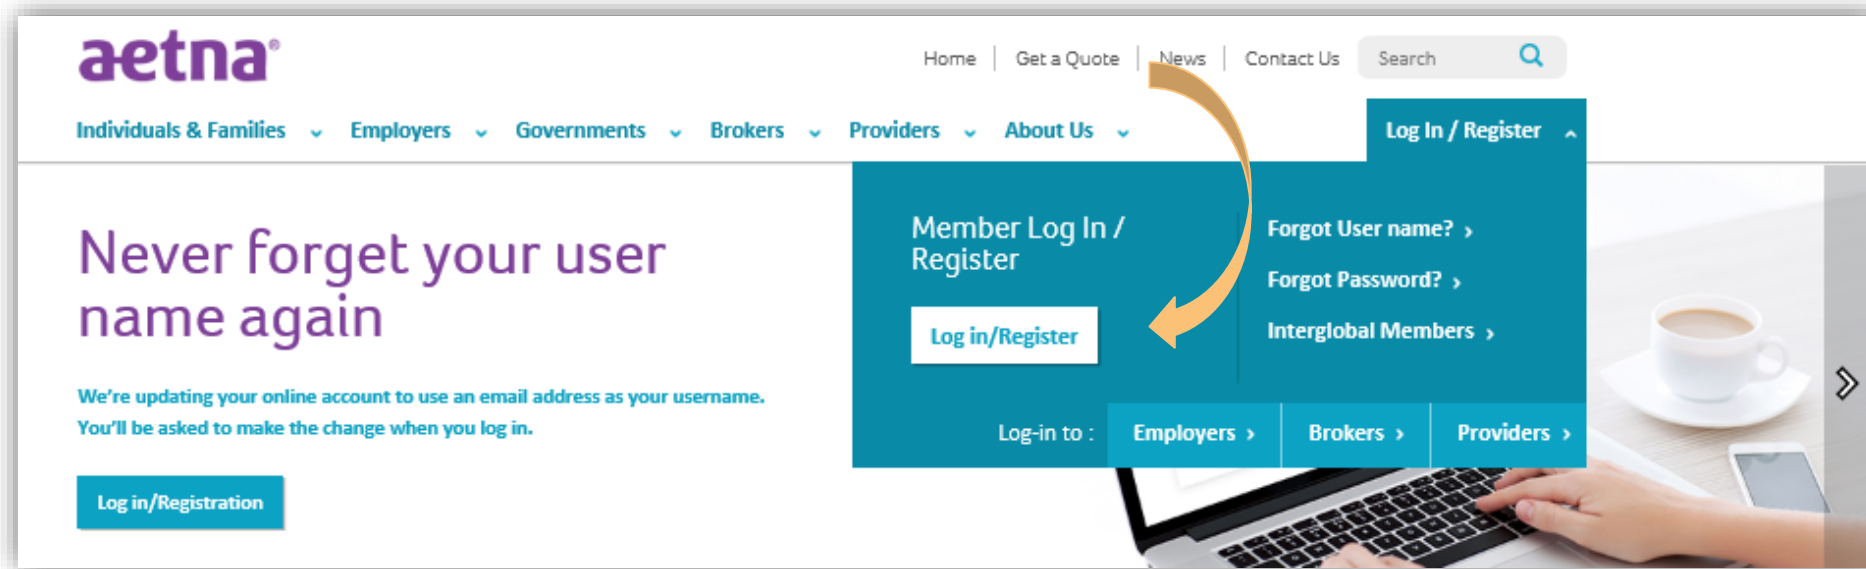 aetna®
Home | Get a Quote | News | Contact Us Search
Individuals & Families Employers Governments Brokers Providers About Us Log In / Register
Never forget your user
name again
We're updating your online account to use an email address as your username.
You'll be asked to make the change when you log in.
Log in/Registration
Member Log In /
Register
Log in/Register
Forgot User name? ›
Forgot Password? ›
Interglobal Members ›
Log-in to : Employers › Brokers › Providers ›